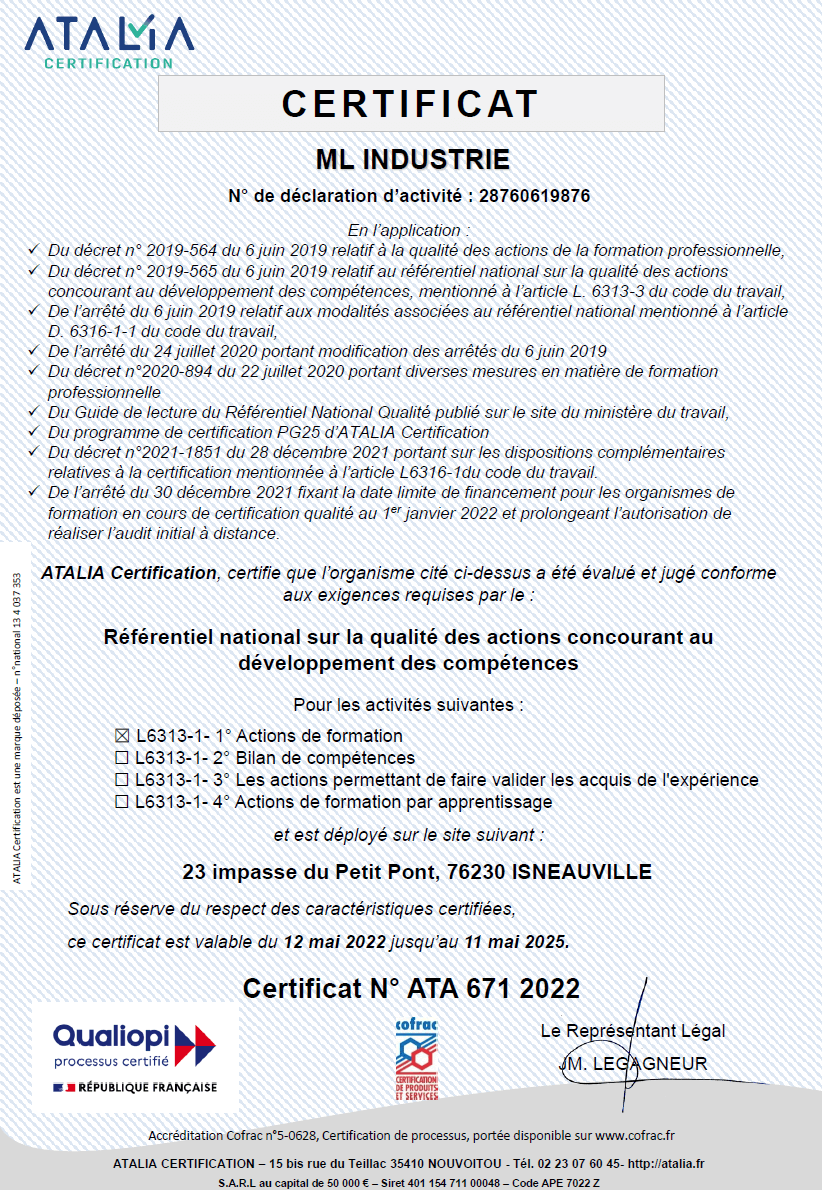 ATALIA
CERTIFICATION
CERTIFICAT
ML INDUSTRIE
N° de déclaration d’activité : 28760619876
En l’application :
✓ Du décret n° 2019-564 du 6 juin 2019 relatif à la qualité des actions de la formation professionnelle,
✓ Du décret n° 2019-565 du 6 juin 2019 relatif au référentiel national sur la qualité des actions
concourant au développement des compétences, mentionné à l’article L. 6313-3 du code du travail,
✓ De l’arrêté du 6 juin 2019 relatif aux modalités associées au référentiel national mentionné à l’article
D. 6316-1-1 du code du travail,
✓ De l’arrêté du 24 juillet 2020 portant modification des arrêtés du 6 juin 2019
✓ Du décret n°2020-894 du 22 juillet 2020 portant diverses mesures en matière de formation
professionnelle
✓ Du Guide de lecture du Référentiel National Qualité publié sur le site du ministère du travail,
✓ Du programme de certification PG25 d’ATALIA Certification
✓ Du décret n°2021-1851 du 28 décembre 2021 portant sur les dispositions complémentaires
relatives à la certification mentionnée à l’article L6316-1du code du travail.
✓ De l’arrêté du 30 décembre 2021 fixant la date limite de financement pour les organismes de
formation en cours de certification qualité au 1er janvier 2022 et prolongeant l’autorisation de
réaliser l’audit initial à distance.
ATALIA Certification, certifie que l’organisme cité ci-dessus a été évalué et jugé conforme
aux exigences requises par le :
Référentiel national sur la qualité des actions concourant au
développement des compétences
Pour les activités suivantes :
☒ L6313-1- 1° Actions de formation
☐ L6313-1- 2° Bilan de compétences
☐ L6313-1- 3° Les actions permettant de faire valider les acquis de l'expérience
☐ L6313-1- 4° Actions de formation par apprentissage
et est déployé sur le site suivant :
23 impasse du Petit Pont, 76230 ISNEAUVILLE
Sous réserve du respect des caractéristiques certifiées,
ce certificat est valable du 12 mai 2022 jusqu’au 11 mai 2025.
Certificat N° ATA 671 2022
ATALIA Certification est une marque déposée – n°national 13 4 037 353
Qualiopi
processus certifié
RÉPUBLIQUE FRANÇAISE
cofrac
CERTIFICATION
DE PRODUITS
ET SERVICES
Le Représentant Légal
JM. LEGAGNEUR
Accréditation Cofrac n°5-0628, Certification de processus, portée disponible sur www.cofrac.fr
ATALIA CERTIFICATION – 15 bis rue du Teillac 35410 NOUVOITOU - Tél. 02 23 07 60 45- http://atalia.fr
S.A.R.L au capital de 50 000 € – Siret 401 154 711 00048 – Code APE 7022 Z